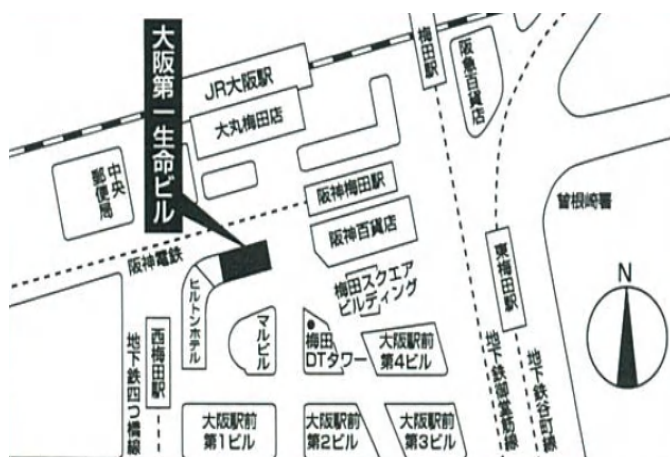 大阪第一生命ビル
JR大阪駅
大丸梅田店
梅田駅
阪急百貨店
中央
郵便局
阪神梅田駅
阪神百貨店
曽根崎署
阪神電鉄
梅田スクエア
ビルディング
東梅田駅
N
ヒルトンホテル
マルビル
梅田
DTタワー
大阪駅前
第4ビル
西梅田駅
地下鉄四つ橋線
地下鉄御堂筋線
地下鉄谷町線
大阪駅前
第1ビル
大阪駅前
第2ビル
大阪駅前
第3ビル